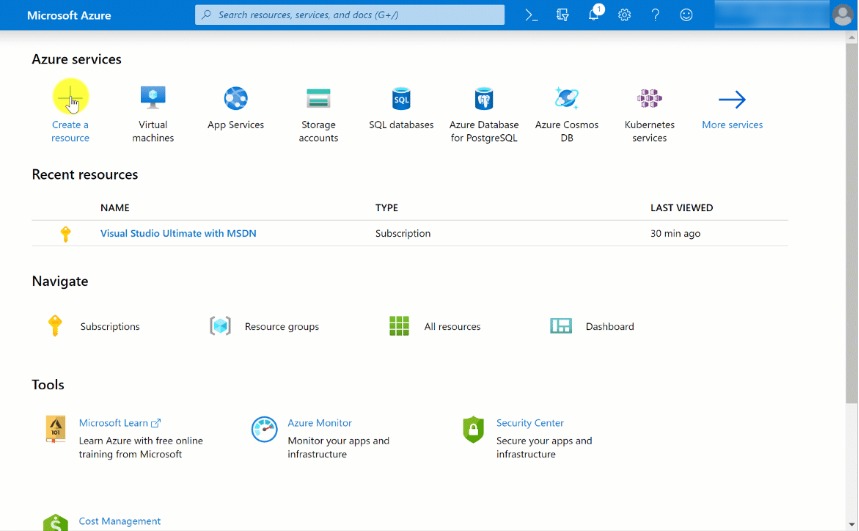 Microsoft Azure
Search resources, services, and docs (G+/)
1
Azure services
Create a resource
Virtual machines
App Services
Storage accounts
SQL
SQL databases
Azure Database for PostgreSQL
Azure Cosmos DB
Kubernetes services
More services
Recent resources
NAME TYPE LAST VIEWED
Visual Studio Ultimate with MSDN Subscription 30 min ago
Navigate
Subscriptions Resource groups All resources Dashboard
Tools
101
Microsoft Learn
Learn Azure with free online
training from Microsoft
Azure Monitor
Monitor your apps and
infrastructure
Security Center
Secure your apps and
infrastructure
Cost Management